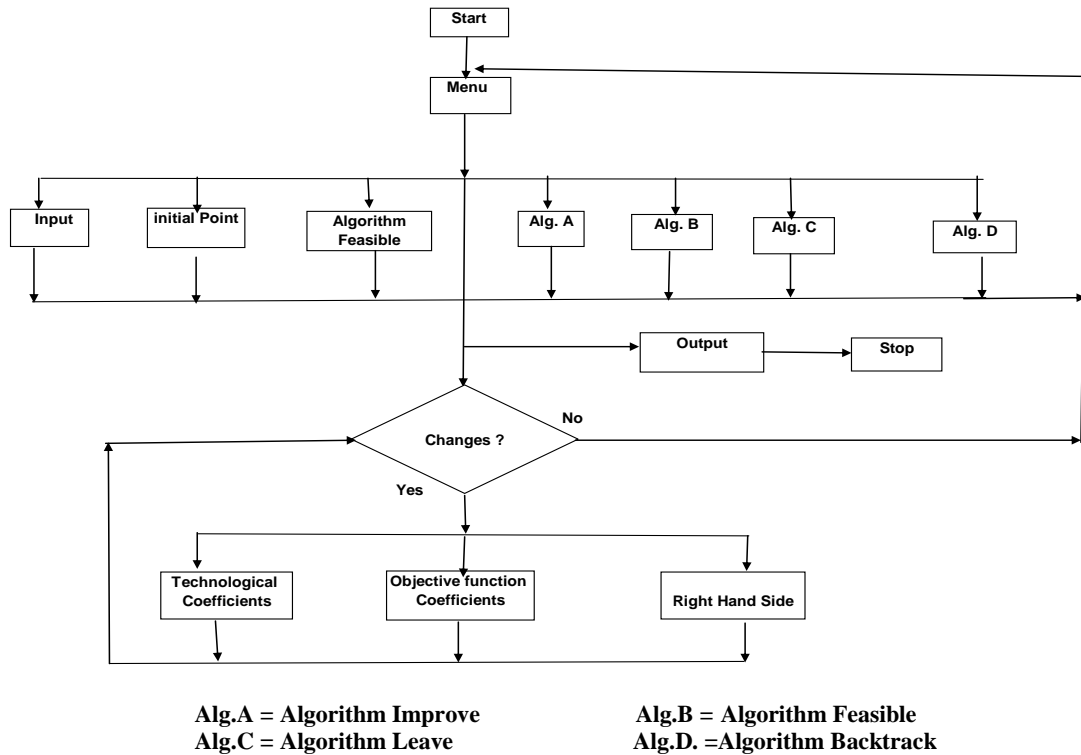 Start
Menu
Input
initial Point
Algorithm
Feasible
Alg. A
Alg. B
Alg. C
Alg. D
Output
Stop
Changes ?
No
Yes
Technological
Coefficients
Objective function
Coefficients
Right Hand Side
Alg.A = Algorithm Improve
Alg.B = Algorithm Feasible
Alg.C = Algorithm Leave
Alg.D. =Algorithm Backtrack